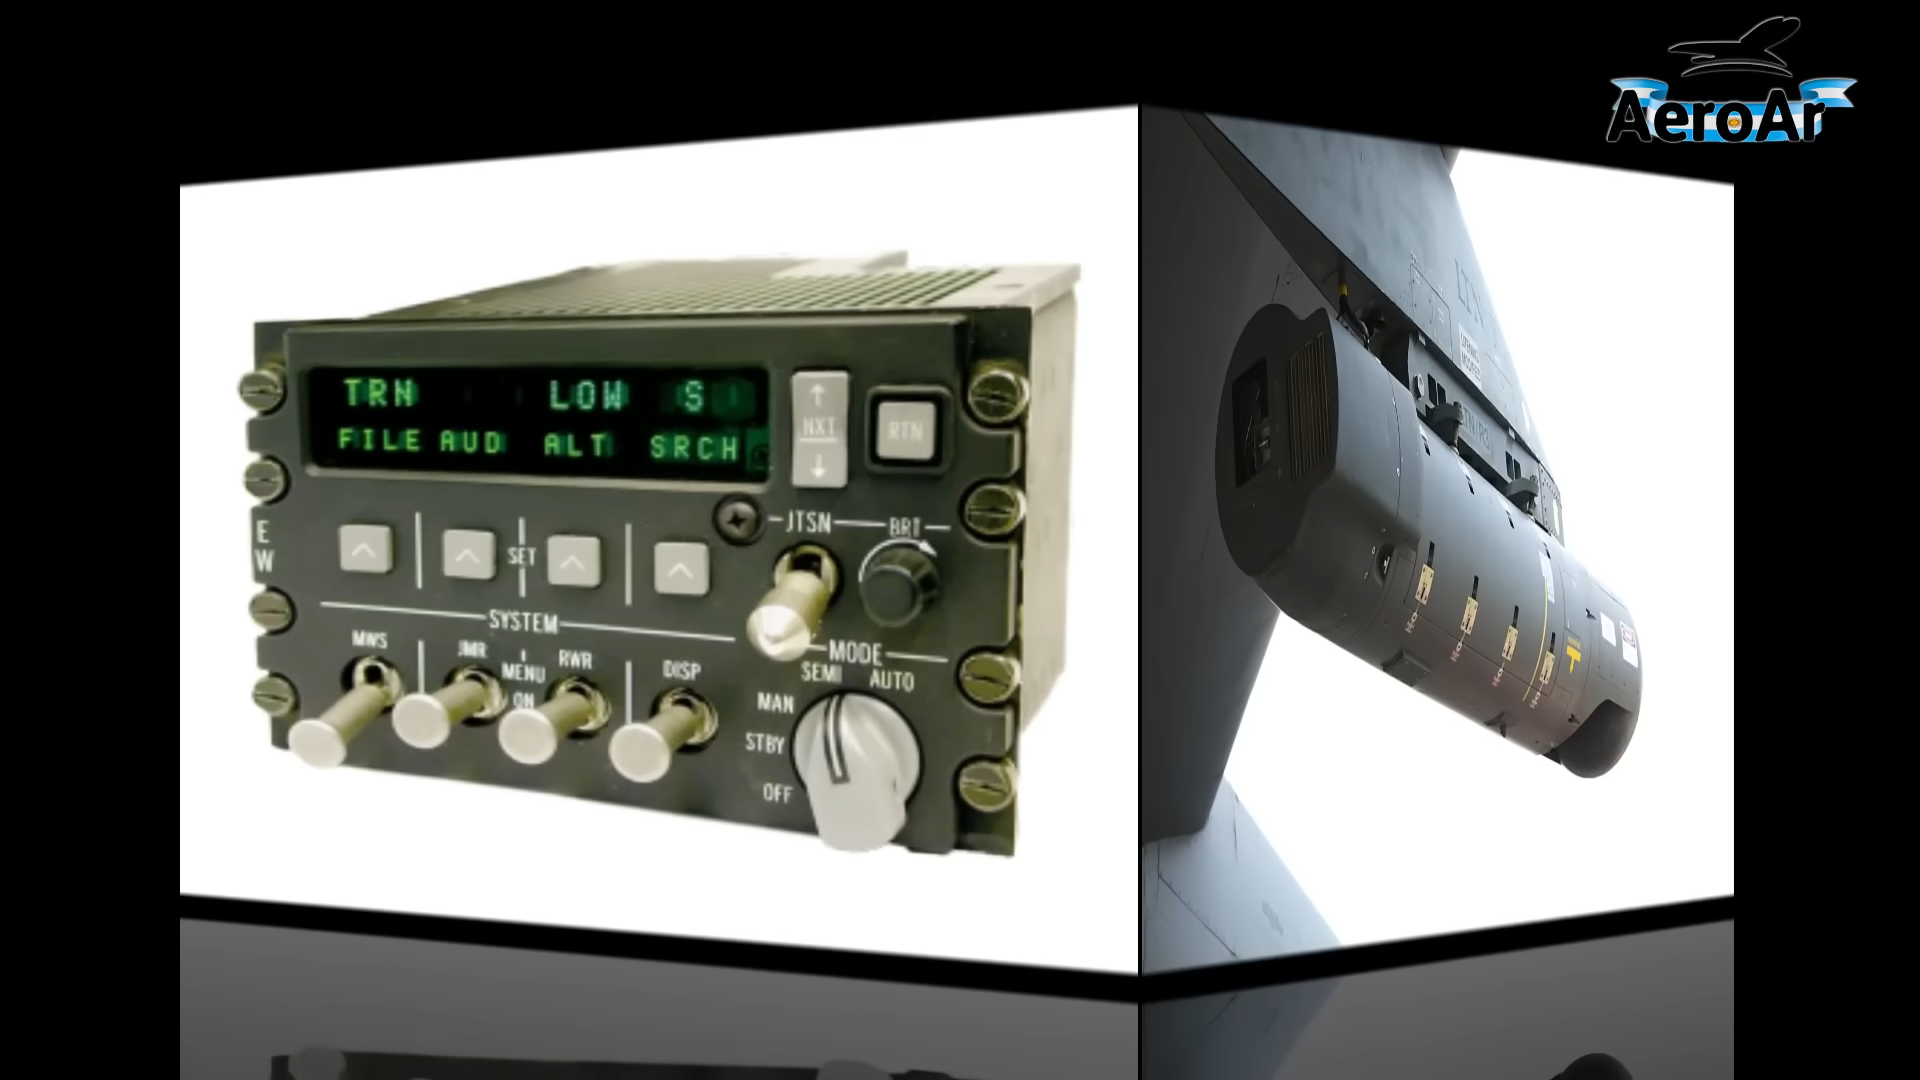 AeroAr
TRN LOW S
FILE AUD ALT SRCH
↑
NXT
↓
RTN
JTSN BRT
E
W
SET
SYSTEM
MWS JMR MENU RWR DISP
ON
MODE
SEMI AUTO
MAN
STBY
OFF